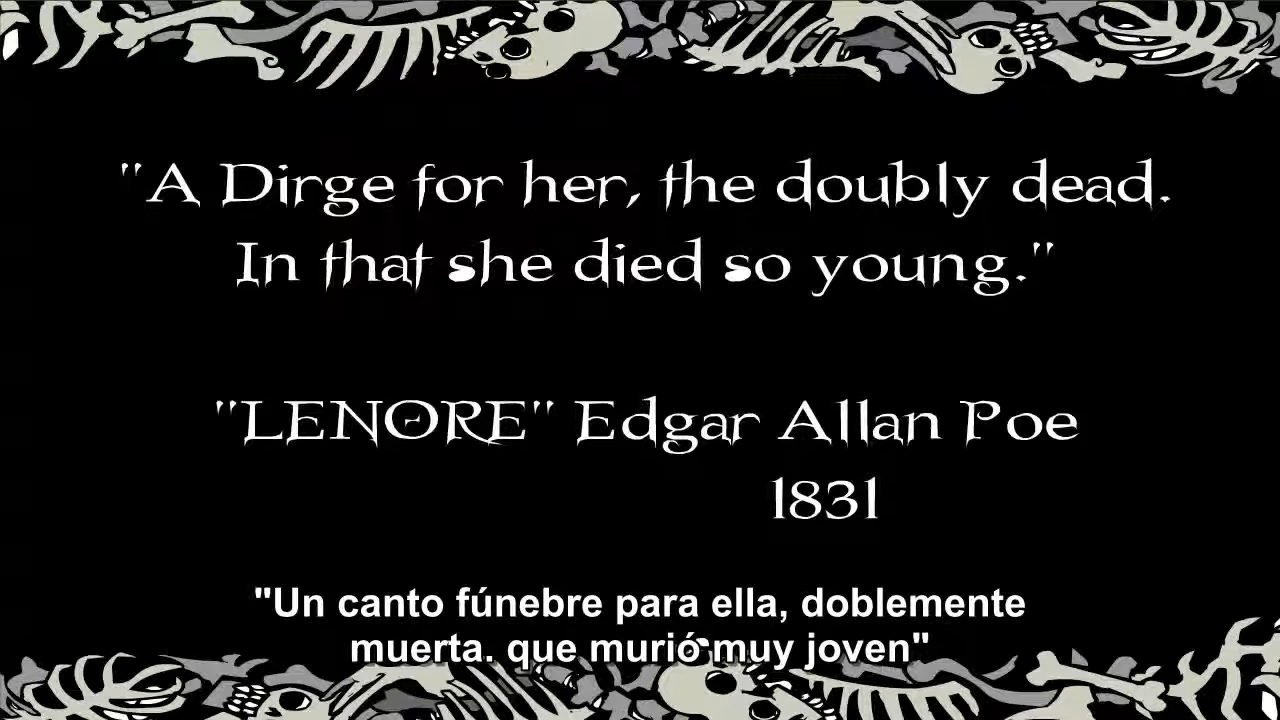 "A Dirge for her, the doubly dead.
In that she died so young."
"LENORE" Edgar Allan Poe
1831
"Un canto fúnebre para ella, doblemente
muerta. que murió muy joven"